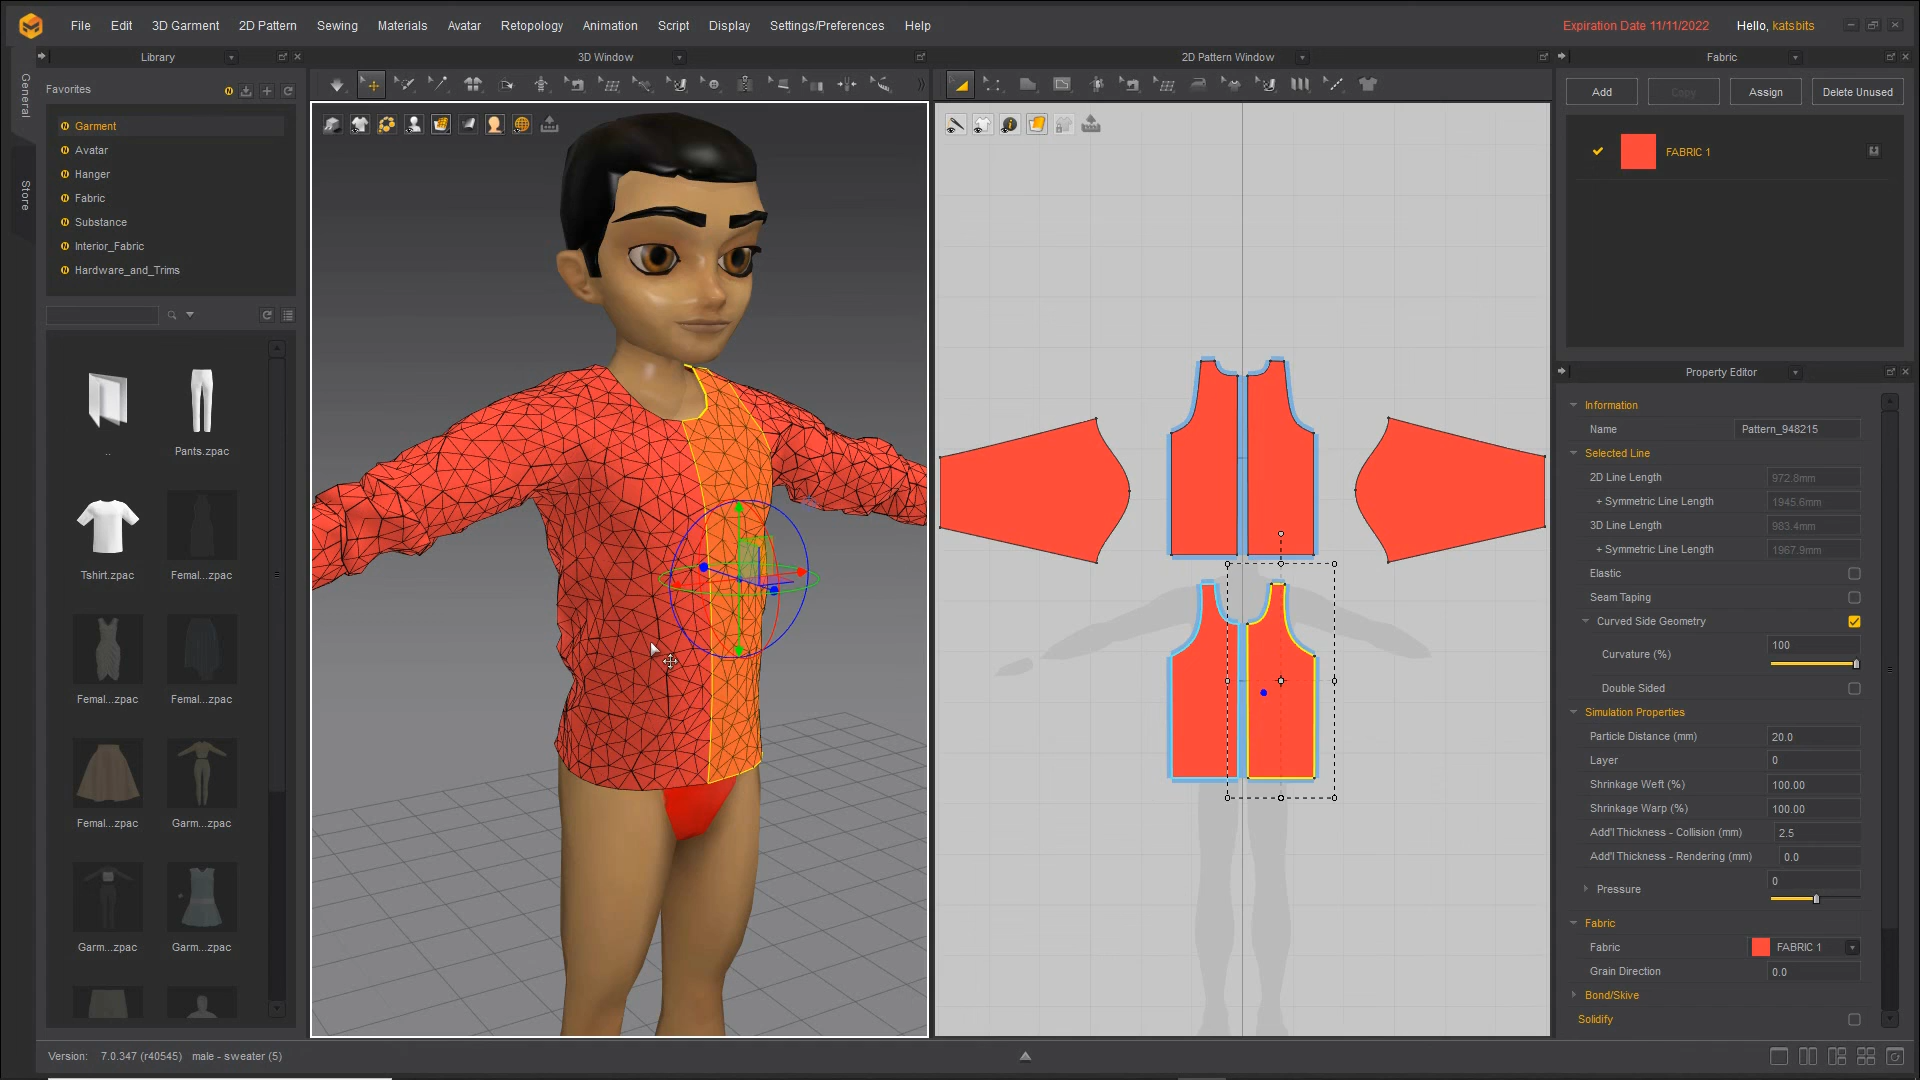 File Edit 3D Garment 2D Pattern Sewing Materials Avatar Retopology Animation Script Display Settings/Preferences Help
Expiration Date 11/11/2022 Hello, katsbits
General
Store
Library
Favorites
Garment
Avatar
Hanger
Fabric
Substance
Interior_Fabric
Hardware_and_Trims
..
Pants.zpac
Tshirt.zpac
Femal...zpac
Femal...zpac
Femal...zpac
Femal...zpac
Garm...zpac
Garm...zpac
Garm...zpac
3D Window
2D Pattern Window
Fabric
Add
Copy
Assign
Delete Unused
FABRIC 1
Property Editor
Information
Name Pattern_948215
Selected Line
2D Line Length 972.8mm
+ Symmetric Line Length 1945.6mm
3D Line Length 983.4mm
+ Symmetric Line Length 1967.9mm
Elastic
Seam Taping
Curved Side Geometry
Curvature (%) 100
Double Sided
Simulation Properties
Particle Distance (mm) 20.0
Layer 0
Shrinkage Weft (%) 100.00
Shrinkage Warp (%) 100.00
Add'l Thickness - Collision (mm) 2.5
Add'l Thickness - Rendering (mm) 0.0
Pressure 0
Fabric
Fabric FABRIC 1
Grain Direction 0.0
Bond/Skive
Solidify
Version: 7.0.347 (r40545) male - sweater (5)